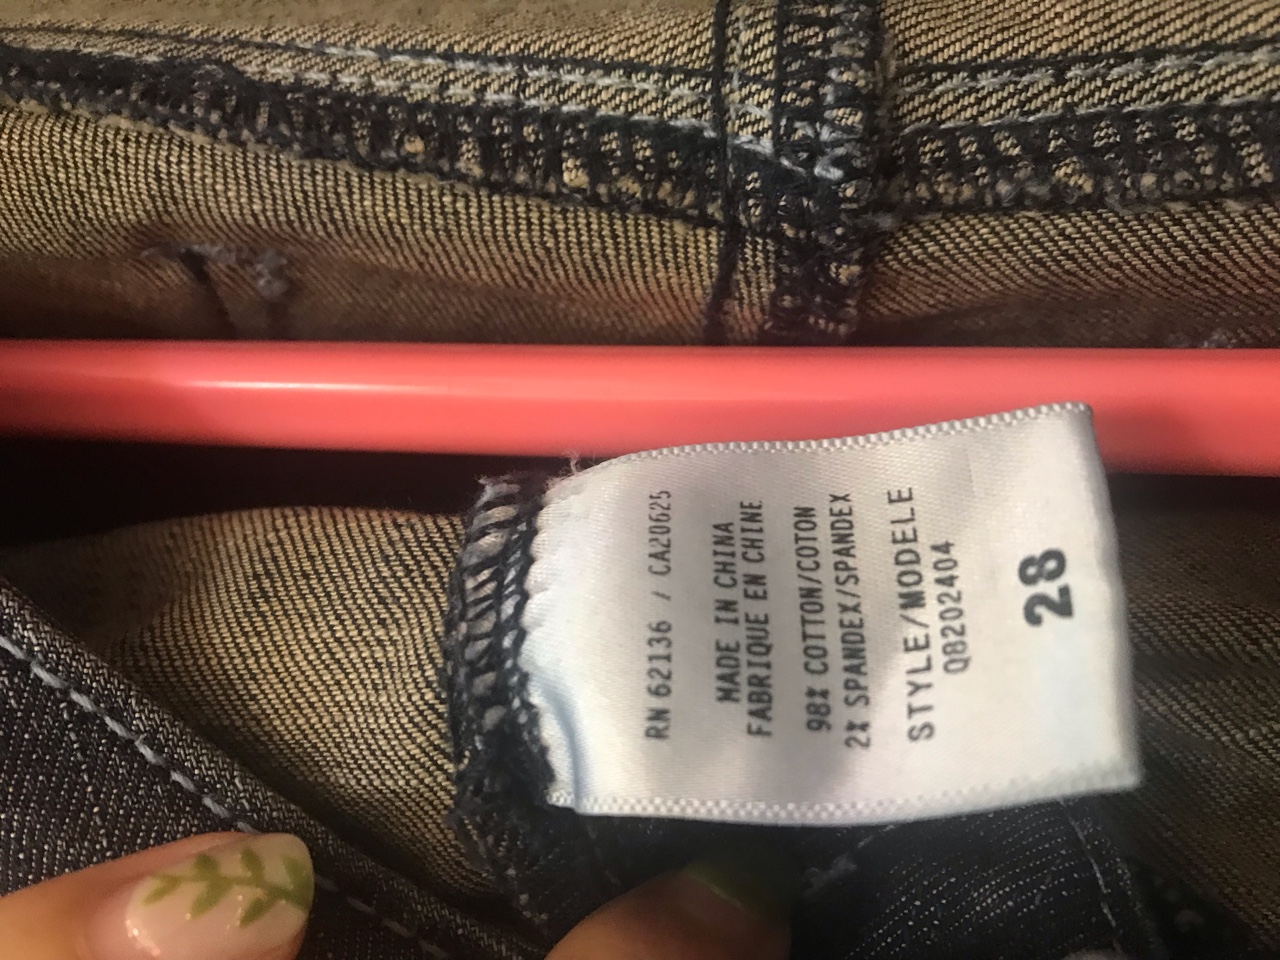 RN 62136 / CA20625
MADE IN CHINA
FABRIQUE EN CHINE
98% COTTON/COTON
2% SPANDEX/SPANDEX
STYLE/MODELE
Q8202404
28